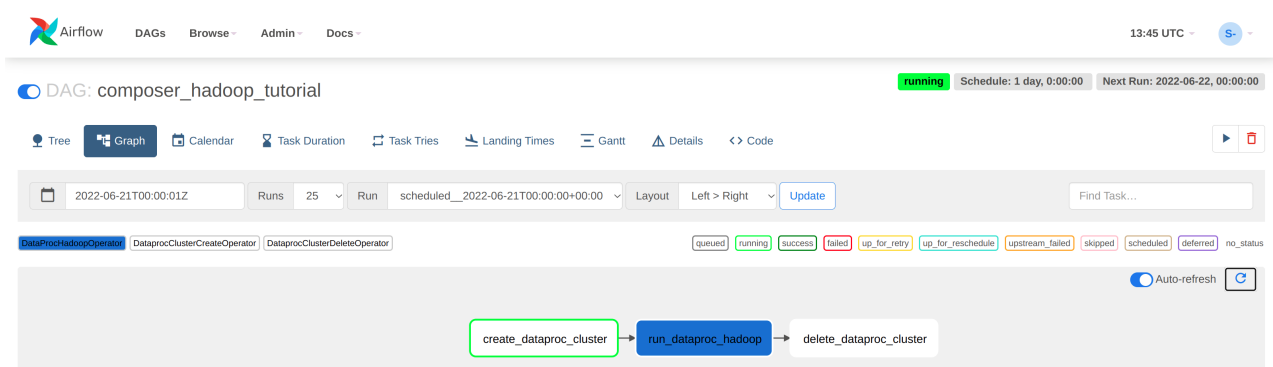 Airflow DAGs Browse Admin Docs 13:45 UTC S-
DAG: composer_hadoop_tutorial running Schedule: 1 day, 0:00:00 Next Run: 2022-06-22, 00:00:00
Tree Graph Calendar Task Duration Task Tries Landing Times Gantt Details <> Code
2022-06-21T00:00:01Z Runs 25 Run scheduled__2022-06-21T00:00:00+00:00 Layout Left > Right Update Find Task...
DataProcHadoopOperator DataprocClusterCreateOperator DataprocClusterDeleteOperator queued running success failed up_for_retry up_for_reschedule upstream_failed skipped scheduled deferred no_status
Auto-refresh
create_dataproc_cluster run_dataproc_hadoop delete_dataproc_cluster